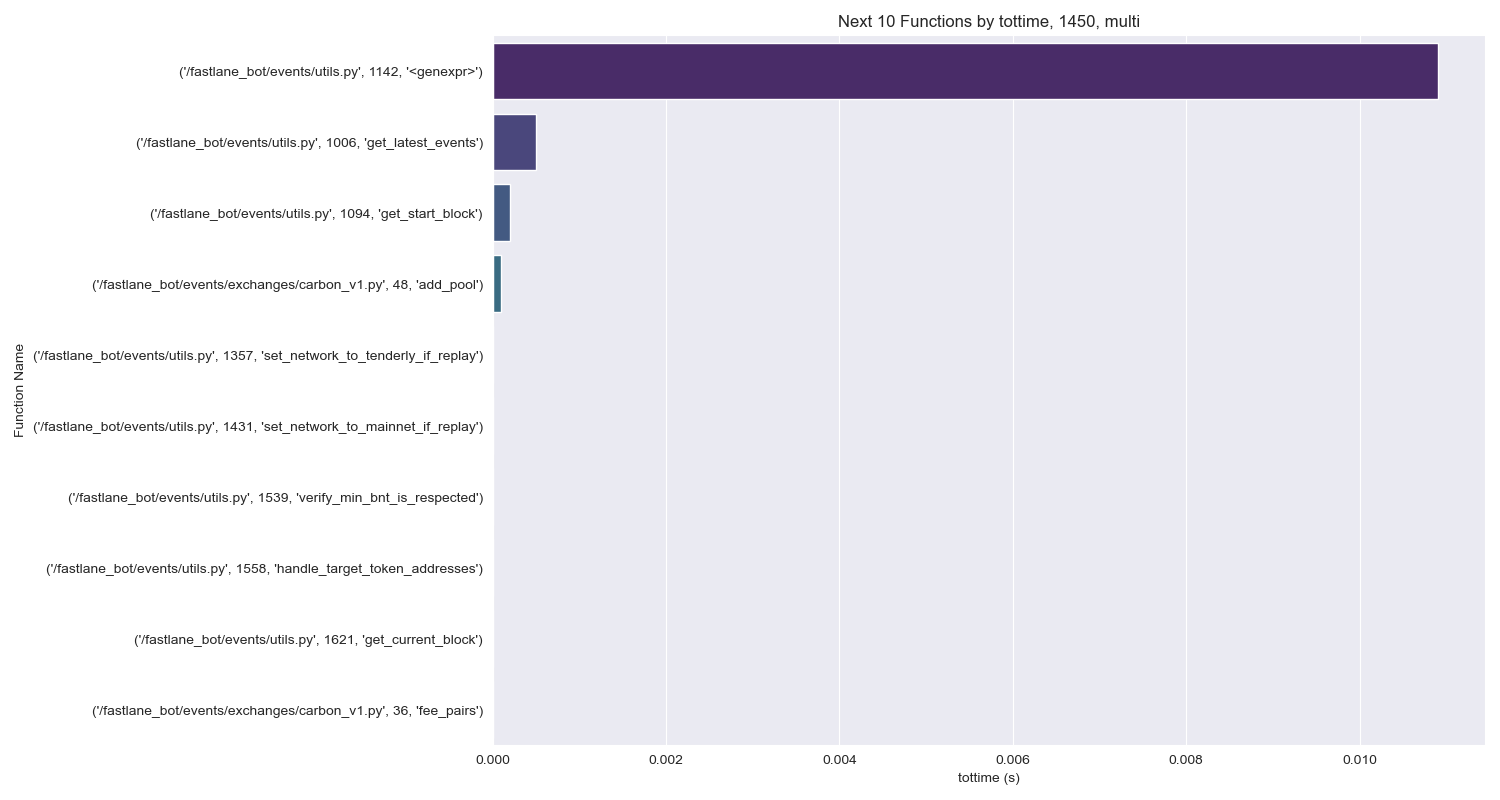 Next 10 Functions by tottime, 1450, multi
('/fastlane_bot/events/utils.py', 1142, '<genexpr>')
('/fastlane_bot/events/utils.py', 1006, 'get_latest_events')
('/fastlane_bot/events/utils.py', 1094, 'get_start_block')
('/fastlane_bot/events/exchanges/carbon_v1.py', 48, 'add_pool')
('/fastlane_bot/events/utils.py', 1357, 'set_network_to_tenderly_if_replay')
('/fastlane_bot/events/utils.py', 1431, 'set_network_to_mainnet_if_replay')
('/fastlane_bot/events/utils.py', 1539, 'verify_min_bnt_is_respected')
('/fastlane_bot/events/utils.py', 1558, 'handle_target_token_addresses')
('/fastlane_bot/events/utils.py', 1621, 'get_current_block')
('/fastlane_bot/events/exchanges/carbon_v1.py', 36, 'fee_pairs')
Function Name
0.000 0.002 0.004 0.006 0.008 0.010
tottime (s)